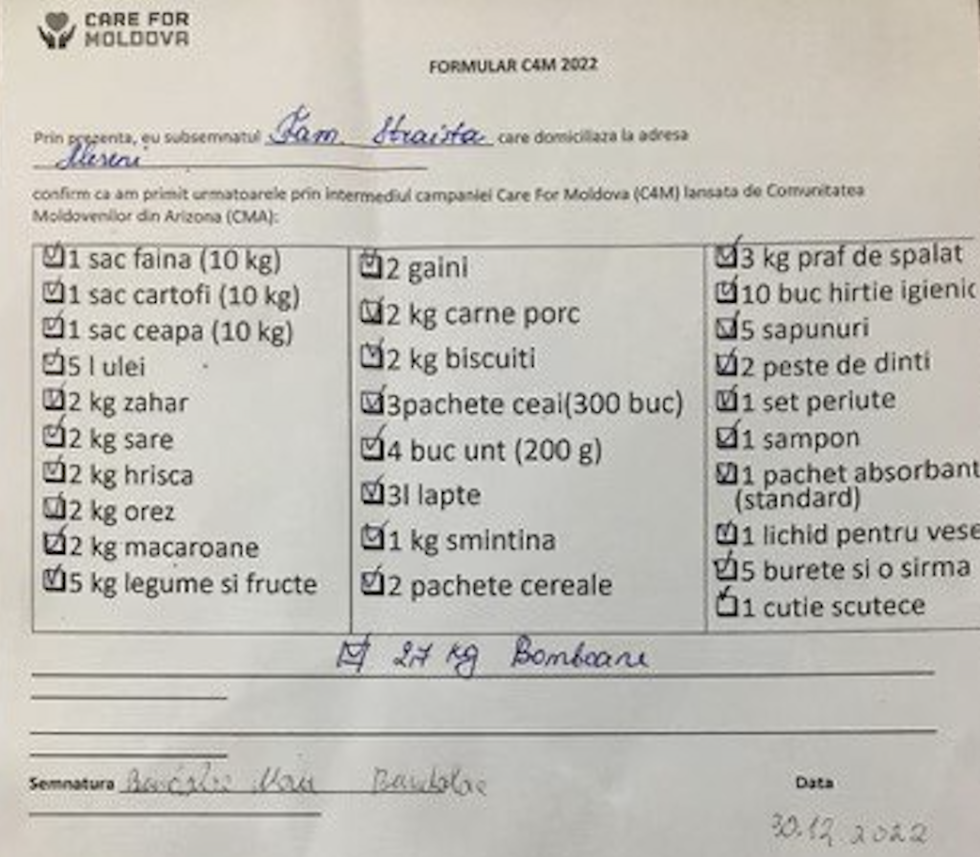 CARE FOR
MOLDOVA
FORMULAR C4M 2022
Prin prezenta, eu subsemnatul Fam. Straista care domiciliaza la adresa
Mereni
confirm ca am primit urmatoarele prin intermediul campaniei Care For Moldova (C4M) lansata de Comunitatea
Moldovenilor din Arizona (CMA):
1 sac faina (10 kg)
1 sac cartofi (10 kg)
1 sac ceapa (10 kg)
5 l ulei
2 kg zahar
2 kg sare
2 kg hrisca
2 kg orez
2 kg macaroane
5 kg legume si fructe
2 gaini
2 kg carne porc
2 kg biscuiti
3pachete ceai(300 buc)
4 buc unt (200 g)
3l lapte
1 kg smintina
2 pachete cereale
3 kg praf de spalat
10 buc hirtie igienic
5 sapunuri
2 peste de dinti
1 set periute
1 sampon
1 pachet absorbant
(standard)
1 lichid pentru vese
5 burete si o sirma
1 cutie scutece
2,7 kg Bomboane
Semnatura
Data
30.12.2022